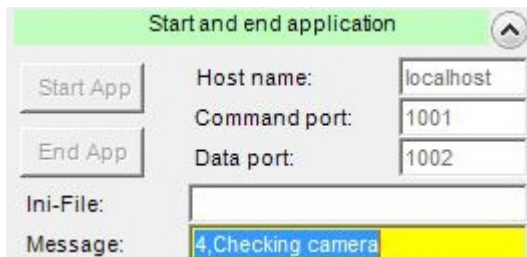 Start and end application
Start App
Host name: localhost
Command port: 1001
End App
Data port: 1002
Ini-File:
Message: 4,Checking camera